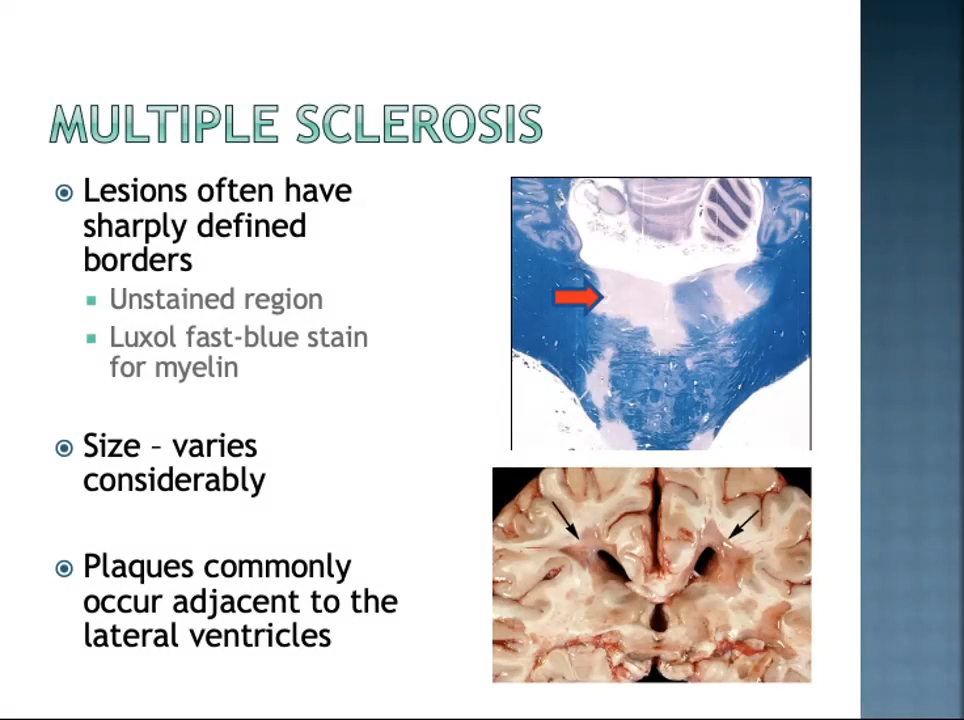 MULTIPLE SCLEROSIS
Lesions often have
sharply defined
borders
Unstained region
Luxol fast-blue stain
for myelin
Size – varies
considerably
Plaques commonly
occur adjacent to the
lateral ventricles